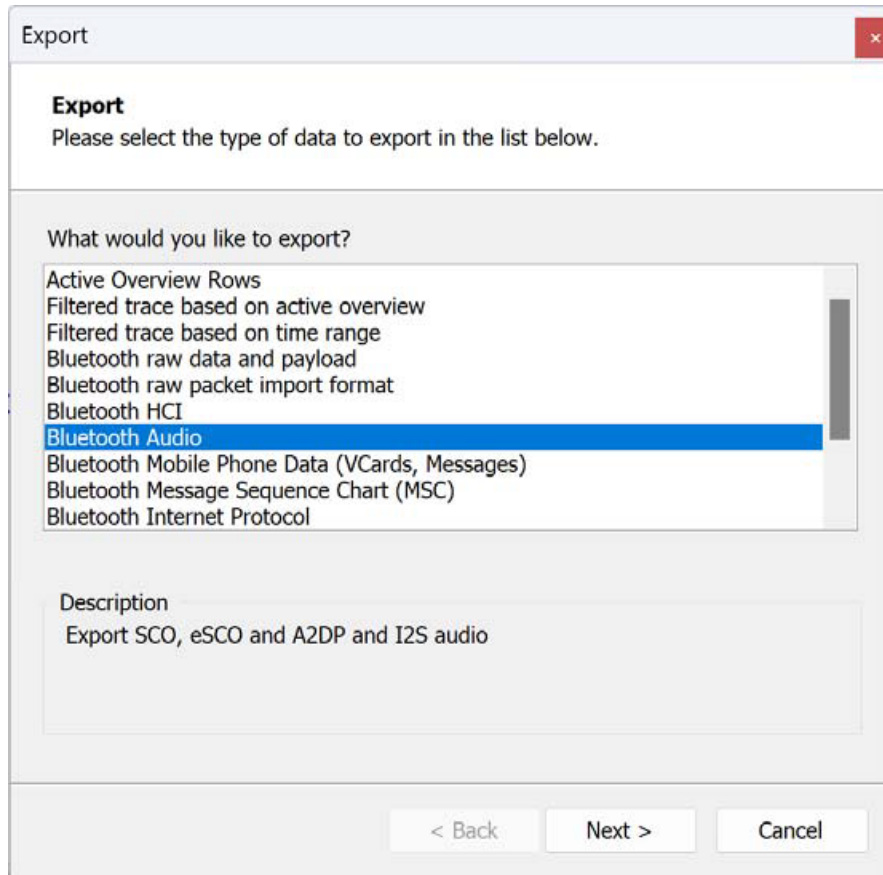 Export
Export
Please select the type of data to export in the list below.
What would you like to export?
Active Overview Rows
Filtered trace based on active overview
Filtered trace based on time range
Bluetooth raw data and payload
Bluetooth raw packet import format
Bluetooth HCI
Bluetooth Audio
Bluetooth Mobile Phone Data (VCards, Messages)
Bluetooth Message Sequence Chart (MSC)
Bluetooth Internet Protocol
Description
Export SCO, eSCO and A2DP and I2S audio
< Back
Next >
Cancel